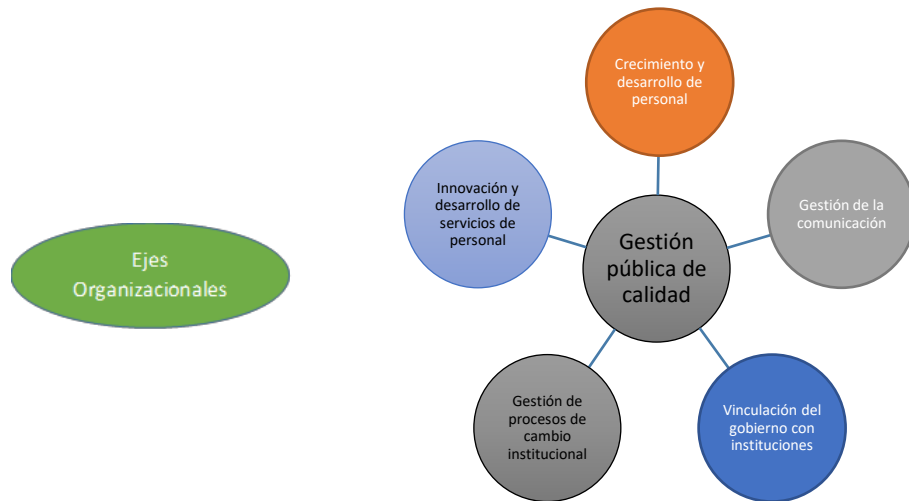 Ejes
Organizacionales
Crecimiento y
desarrollo de
personal
Innovación y
desarrollo de
servicios de
personal
Gestión de la
comunicación
Gestión
pública de
calidad
Gestión de
procesos de
cambio
institucional
Vinculación del
gobierno con
instituciones